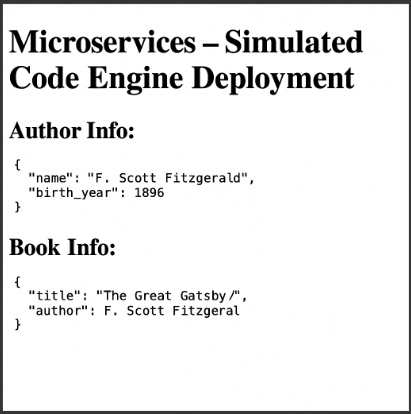 Microservices – Simulated
Code Engine Deployment
Author Info:
{
"name": "F. Scott Fitzgerald",
"birth_year": 1896
}
Book Info:
{
"title": "The Great Gatsby/",
"author": F. Scott Fitzgeral
}